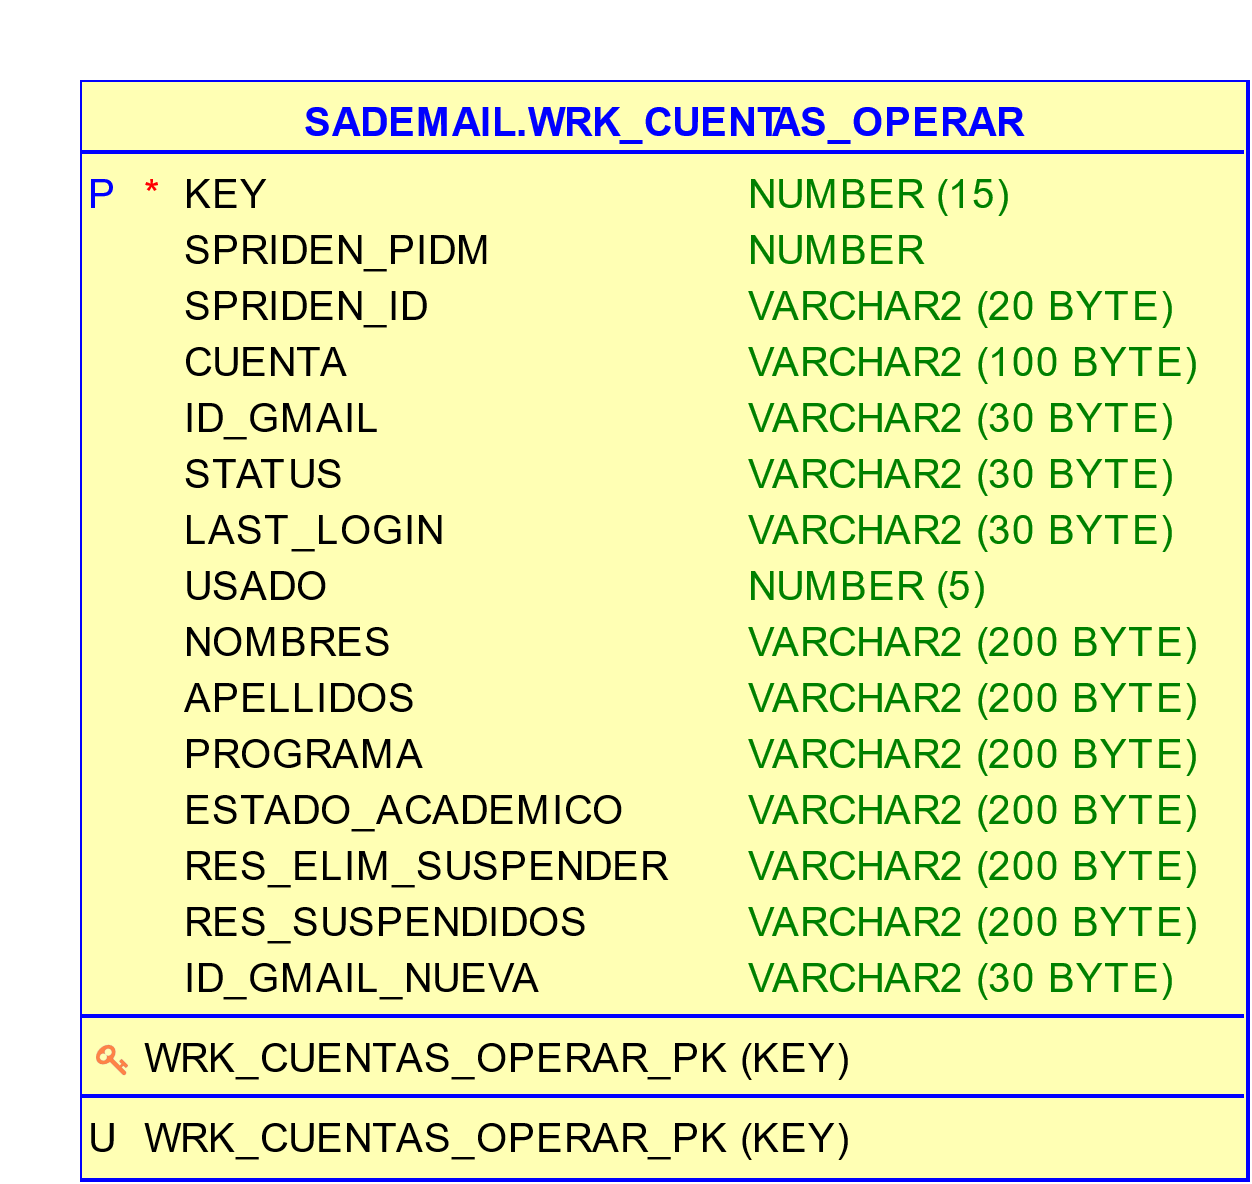 SADEMAIL.WRK_CUENTAS_OPERAR
P * KEY NUMBER (15)
SPRIDEN_PIDM NUMBER
SPRIDEN_ID VARCHAR2 (20 BYTE)
CUENTA VARCHAR2 (100 BYTE)
ID_GMAIL VARCHAR2 (30 BYTE)
STATUS VARCHAR2 (30 BYTE)
LAST_LOGIN VARCHAR2 (30 BYTE)
USADO NUMBER (5)
NOMBRES VARCHAR2 (200 BYTE)
APELLIDOS VARCHAR2 (200 BYTE)
PROGRAMA VARCHAR2 (200 BYTE)
ESTADO_ACADEMICO VARCHAR2 (200 BYTE)
RES_ELIM_SUSPENDER VARCHAR2 (200 BYTE)
RES_SUSPENDIDOS VARCHAR2 (200 BYTE)
ID_GMAIL_NUEVA VARCHAR2 (30 BYTE)
WRK_CUENTAS_OPERAR_PK (KEY)
U WRK_CUENTAS_OPERAR_PK (KEY)